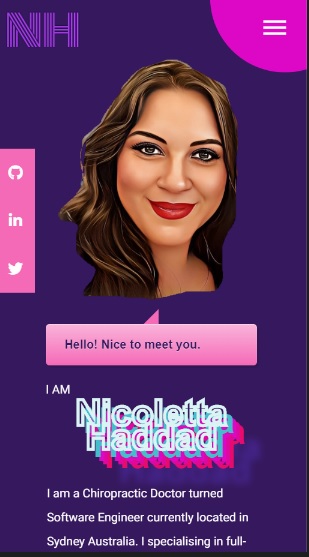 NH
Hello! Nice to meet you.
I AM
Nicoletta
Haddad
I am a Chiropractic Doctor turned
Software Engineer currently located in
Sydney Australia. I specialising in full-